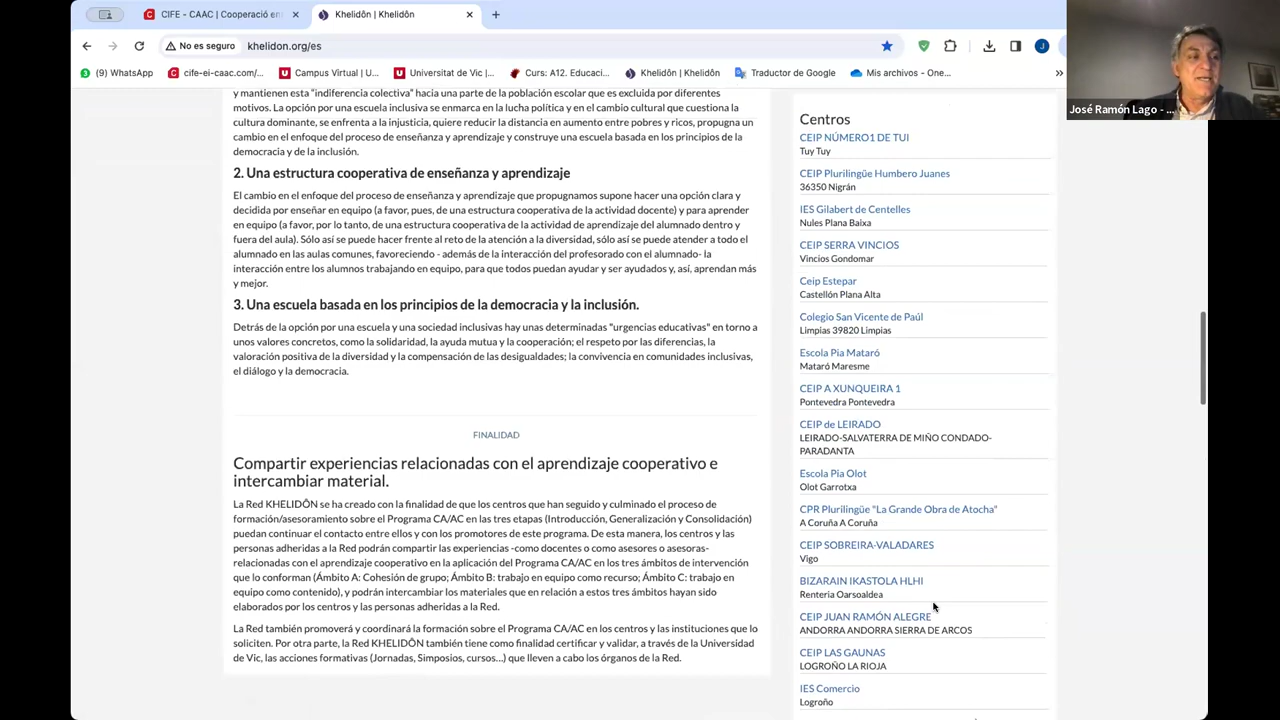 CIFE - CAAC | Cooperació en
Khelidôn | Khelidôn
No es seguro
khelidon.org/es
J
(9) WhatsApp
cife-ei-caac.com/...
Campus Virtual | U...
Universitat de Vic |...
Curs: A12. Educaci...
Khelidôn | Khelidôn
Traductor de Google
Mis archivos - One...
José Ramón Lago - ...
y mantienen esta "indiferencia colectiva" hacia una parte de la población escolar que es excluida por diferentes
motivos. La opción por una escuela inclusiva se enmarca en la lucha política y en el cambio cultural que cuestiona la
cultura dominante, se enfrenta a la injusticia, busca reducir la distancia en aumento entre pobres y ricos, propugna un
cambio en el enfoque del proceso de enseñanza y aprendizaje y construye una escuela basada en los principios de la
democracia y de la inclusión.
2. Una estructura cooperativa de enseñanza y aprendizaje
El cambio en el enfoque del proceso de enseñanza y aprendizaje que propugnamos supone hacer una opción clara y
decidida por enseñar en equipo (a favor, pues, de una estructura cooperativa de la actividad docente) y para aprender
en equipo (a favor, por lo tanto, de una estructura cooperativa de la actividad de aprendizaje del alumnado dentro y
fuera del aula). Sólo así se puede hacer frente al reto de la atención a la diversidad, sólo así se puede atender a todo el
alumnado en las aulas comunes, favoreciendo - además de la interacción del profesorado con el alumnado- la
interacción entre los alumnos trabajando en equipo, para que todos puedan ayudar y ser ayudados y, así, aprendan más
y mejor.
3. Una escuela basada en los principios de la democracia y la inclusión.
Detrás de la opción por una escuela y una sociedad inclusivas hay unas determinadas "urgencias educativas" en torno a
unos valores concretos, como la solidaridad, la ayuda mutua y la cooperación; el respeto por las diferencias, la
valoración positiva de la diversidad y la compensación de las desigualdades; la convivencia en comunidades inclusivas,
el diálogo y la democracia.
FINALIDAD
Compartir experiencias relacionadas con el aprendizaje cooperativo e
intercambiar material.
La Red KHELIDÔN se ha creado con la finalidad de que los centros que han seguido y culminado el proceso de
formación/asesoramiento sobre el Programa CA/AC en las tres etapas (Introducción, Generalización y Consolidación)
puedan continuar el contacto entre ellos y con los promotores de este programa. De esta manera, los centros y las
personas adheridas a la Red podrán compartir las experiencias -como docentes o como asesores o asesoras-
relacionadas con el aprendizaje cooperativo en la aplicación del Programa CA/AC en los tres ámbitos de intervención
que lo conforman (Ámbito A: Cohesión de grupo; Ámbito B: trabajo en equipo como recurso; Ámbito C: trabajo en
equipo como contenido), y podrán intercambiar los materiales que en relación a estos tres ámbitos hayan sido
elaborados por los centros y las personas adheridas a la Red.
La Red también promoverá y coordinará la formación sobre el Programa CA/AC en los centros y las instituciones que lo
soliciten. Por otra parte, la Red KHELIDÔN también tiene como finalidad certificar y validar, a través de la Universidad
de Vic, las acciones formativas (Jornadas, Simposios, cursos...) que lleven a cabo los órganos de la Red.
Centros
CEIP NÚMERO1 DE TUI
Tuy Tuy
CEIP Plurilingüe Humbero Juanes
36350 Nigrán
IES Gilabert de Centelles
Nules Plana Baixa
CEIP SERRA VINCIOS
Vincios Gondomar
Ceip Estepar
Castellón Plana Alta
Colegio San Vicente de Paúl
Limpias 39820 Limpias
Escola Pia Mataró
Mataró Maresme
CEIP A XUNQUEIRA 1
Pontevedra Pontevedra
CEIP de LEIRADO
LEIRADO-SALVATERRA DE MIÑO CONDADO-
PARADANTA
Escola Pia Olot
Olot Garrotxa
CPR Plurilingüe "La Grande Obra de Atocha"
A Coruña A Coruña
CEIP SOBREIRA-VALADARES
Vigo
BIZARAIN IKASTOLA HLHI
Renteria Oarsoaldea
CEIP JUAN RAMÓN ALEGRE
ANDORRA ANDORRA SIERRA DE ARCOS
CEIP LAS GAUNAS
LOGROÑO LA RIOJA
IES Comercio
Logroño